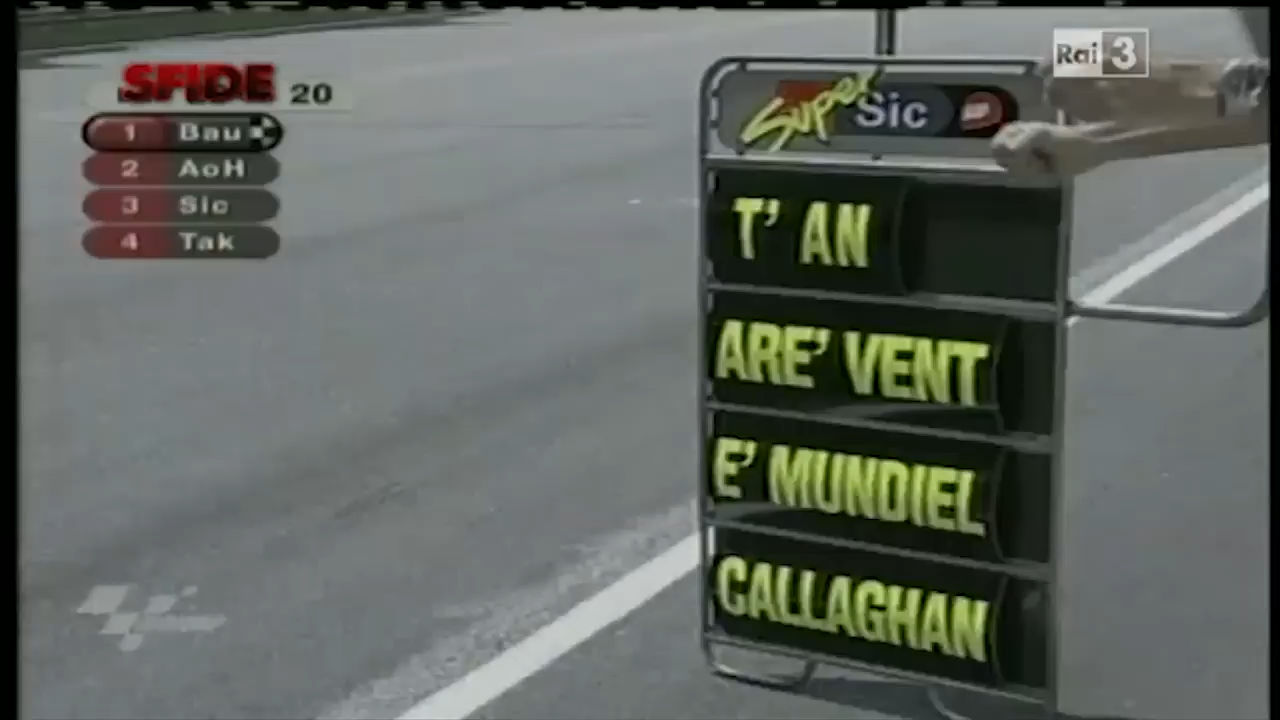 SFIDE 20
1 Bau
2 AoH
3 Sic
4 Tak
Rai 3
Super Sic
T' AN
ARE' VENT
E' MUNDIEL
CALLAGHAN